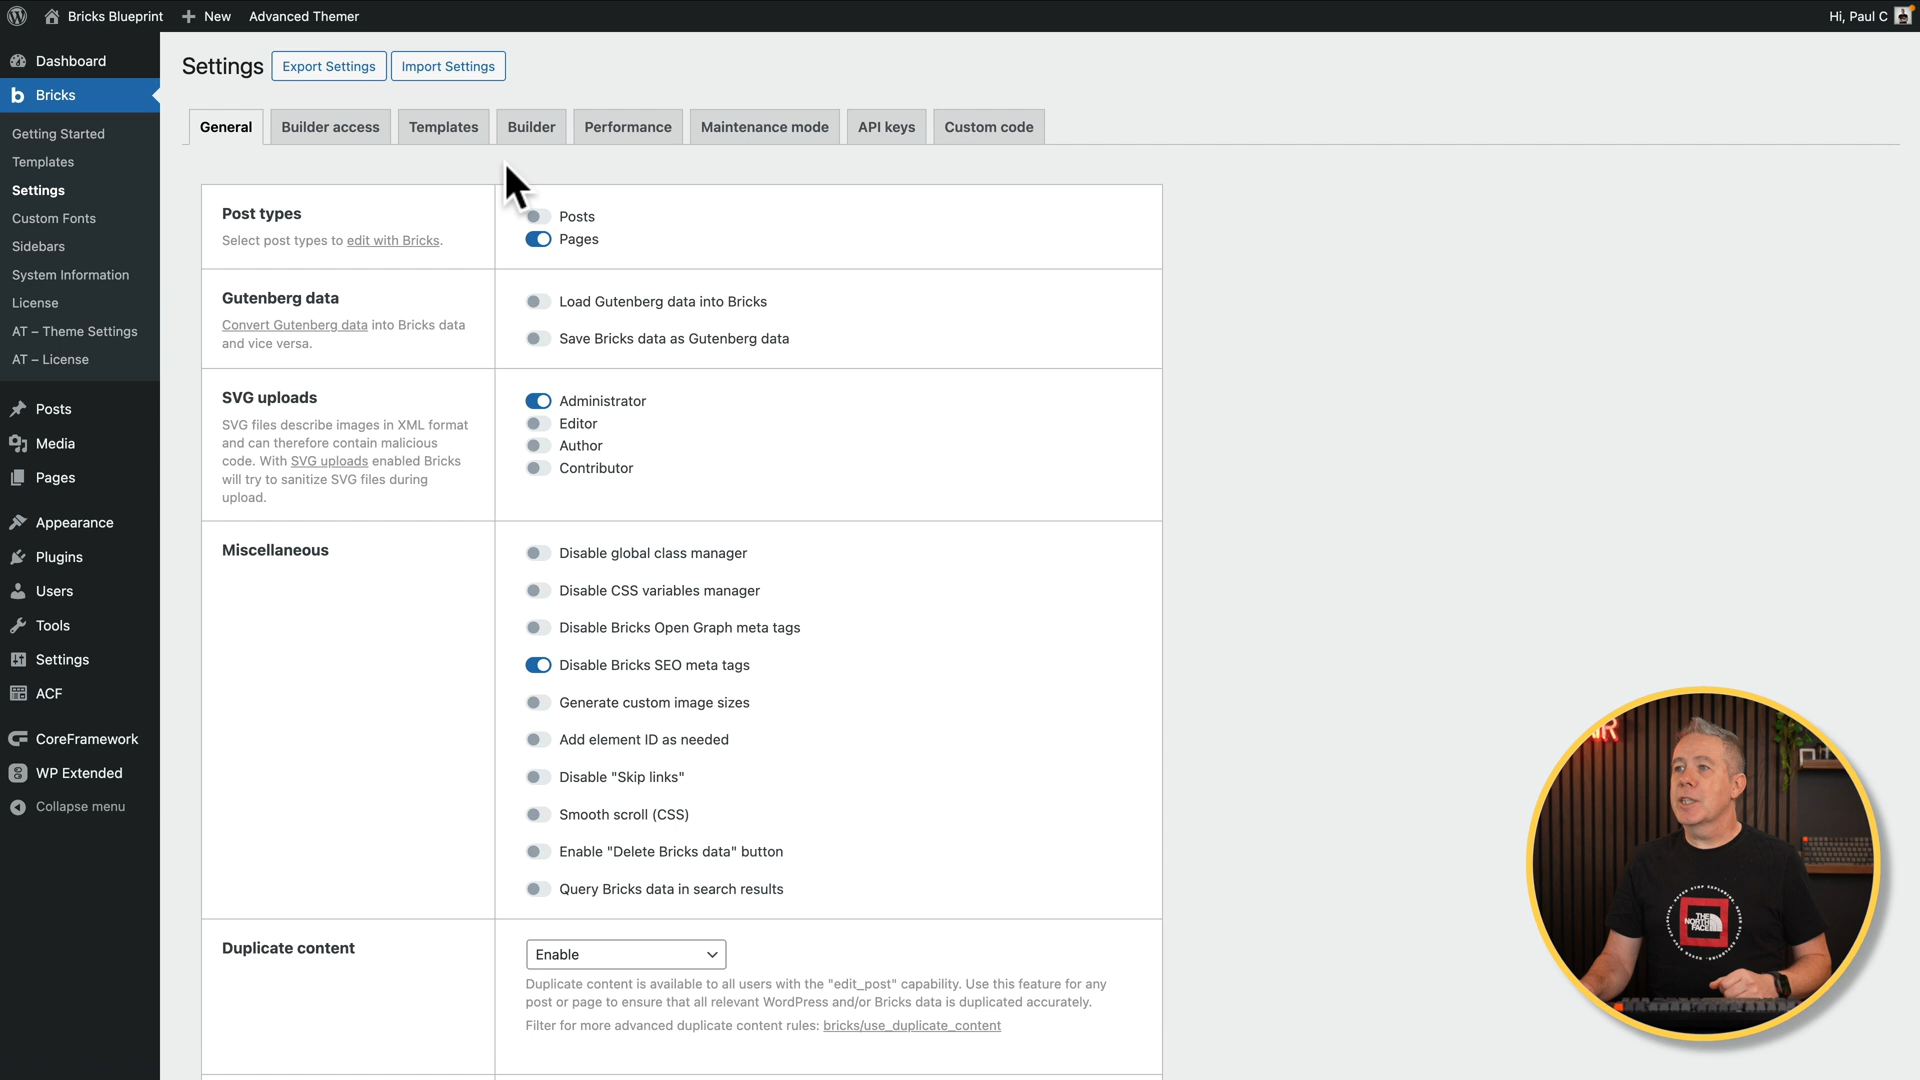 Bricks Blueprint
New
Advanced Themer
Hi, Paul C
Dashboard
Bricks
Getting Started
Templates
Settings
Custom Fonts
Sidebars
System Information
License
AT – Theme Settings
AT – License
Posts
Media
Pages
Appearance
Plugins
Users
Tools
Settings
ACF
CoreFramework
WP Extended
Collapse menu
Settings
Export Settings
Import Settings
General
Builder access
Templates
Builder
Performance
Maintenance mode
API keys
Custom code
Post types
Select post types to edit with Bricks.
Posts
Pages
Gutenberg data
Convert Gutenberg data into Bricks data
and vice versa.
Load Gutenberg data into Bricks
Save Bricks data as Gutenberg data
SVG uploads
SVG files describe images in XML format
and can therefore contain malicious
code. With SVG uploads enabled Bricks
will try to sanitize SVG files during
upload.
Administrator
Editor
Author
Contributor
Miscellaneous
Disable global class manager
Disable CSS variables manager
Disable Bricks Open Graph meta tags
Disable Bricks SEO meta tags
Generate custom image sizes
Add element ID as needed
Disable "Skip links"
Smooth scroll (CSS)
Enable "Delete Bricks data" button
Query Bricks data in search results
Duplicate content
Enable
Duplicate content is available to all users with the "edit_post" capability. Use this feature for any
post or page to ensure that all relevant WordPress and/or Bricks data is duplicated accurately.
Filter for more advanced duplicate content rules: bricks/use_duplicate_content
THE
NORTH
FACE